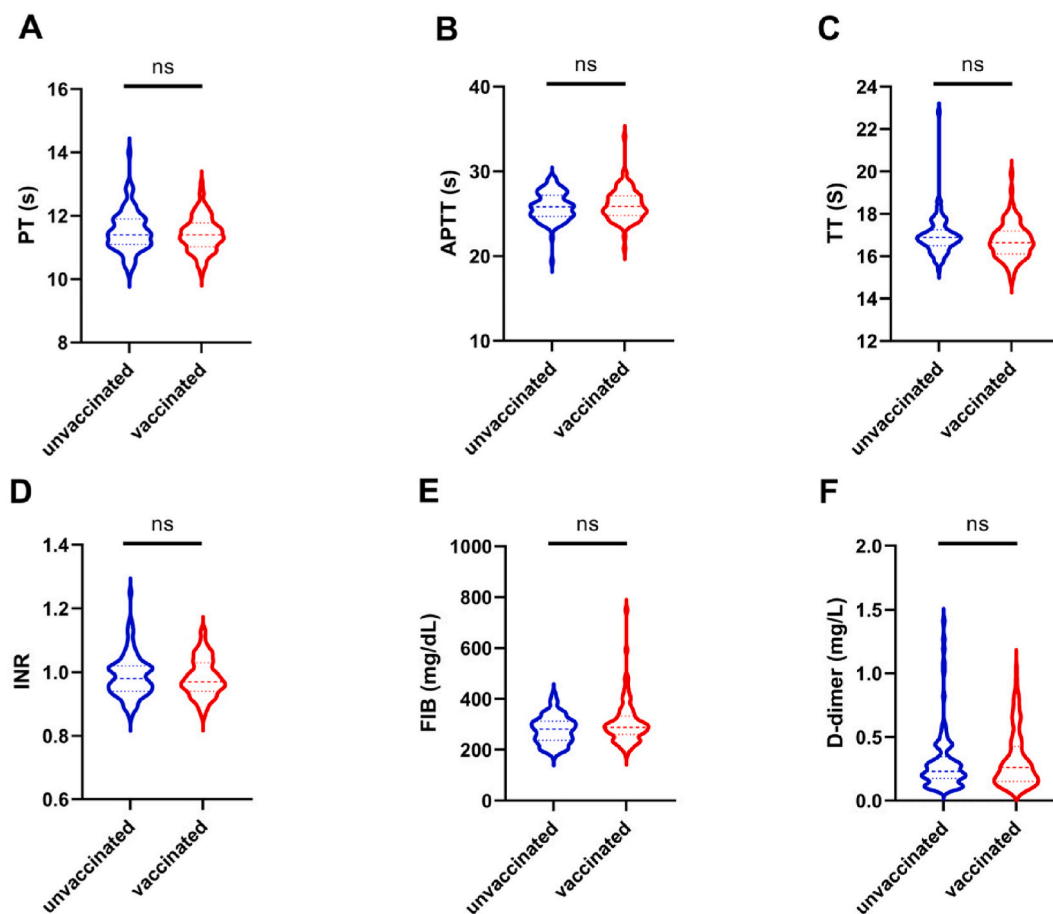 A
ns
PT (s)
16
14
12
10
8
unvaccinated
vaccinated
B
ns
APTT (s)
40
30
20
10
unvaccinated
vaccinated
C
ns
TT (S)
24
22
20
18
16
14
12
unvaccinated
vaccinated
D
ns
INR
1.4
1.2
1.0
0.8
0.6
unvaccinated
vaccinated
E
ns
FIB (mg/dL)
1000
800
600
400
200
0
unvaccinated
vaccinated
F
ns
D-dimer (mg/L)
2.0
1.5
1.0
0.5
0.0
unvaccinated
vaccinated